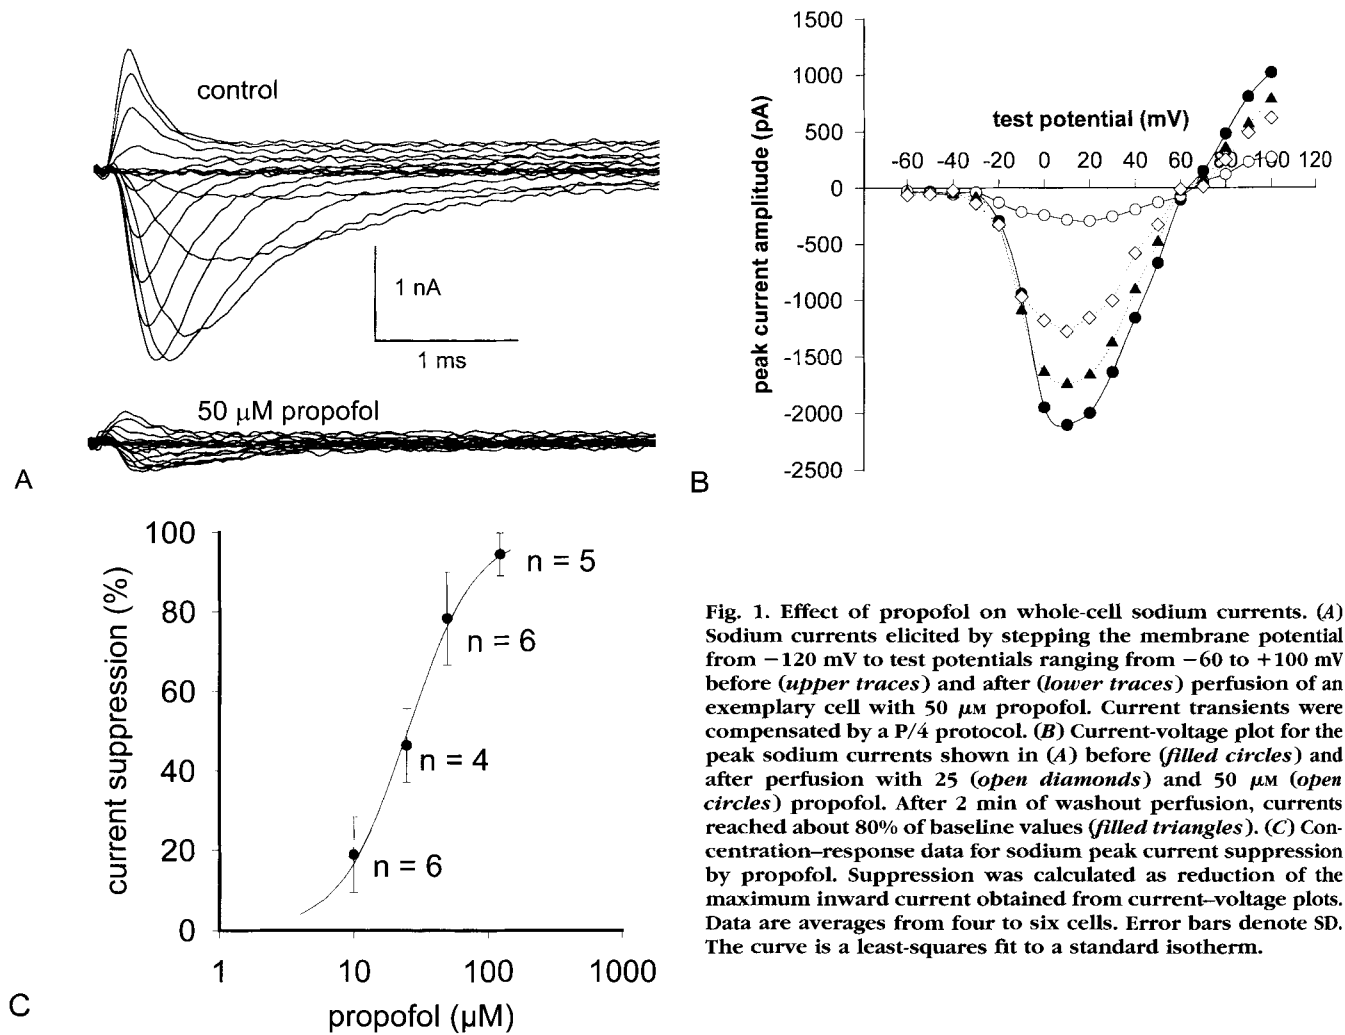 control
1 nA
1 ms
50 μM propofol
A
1500
1000
500
0
-500
-1000
-1500
-2000
-2500
peak current amplitude (pA)
test potential (mV)
-60 -40 -20 0 20 40 60 80 100 120
B
100
80
60
40
20
0
current suppression (%)
n = 5
n = 6
n = 4
n = 6
1 10 100 1000
propofol (μM)
C
Fig. 1. Effect of propofol on whole-cell sodium currents. (A)
Sodium currents elicited by stepping the membrane potential
from −120 mV to test potentials ranging from −60 to +100 mV
before (upper traces) and after (lower traces) perfusion of an
exemplary cell with 50 μM propofol. Current transients were
compensated by a P/4 protocol. (B) Current-voltage plot for the
peak sodium currents shown in (A) before (filled circles) and
after perfusion with 25 (open diamonds) and 50 μM (open
circles) propofol. After 2 min of washout perfusion, currents
reached about 80% of baseline values (filled triangles). (C) Con-
centration–response data for sodium peak current suppression
by propofol. Suppression was calculated as reduction of the
maximum inward current obtained from current–voltage plots.
Data are averages from four to six cells. Error bars denote SD.
The curve is a least-squares fit to a standard isotherm.